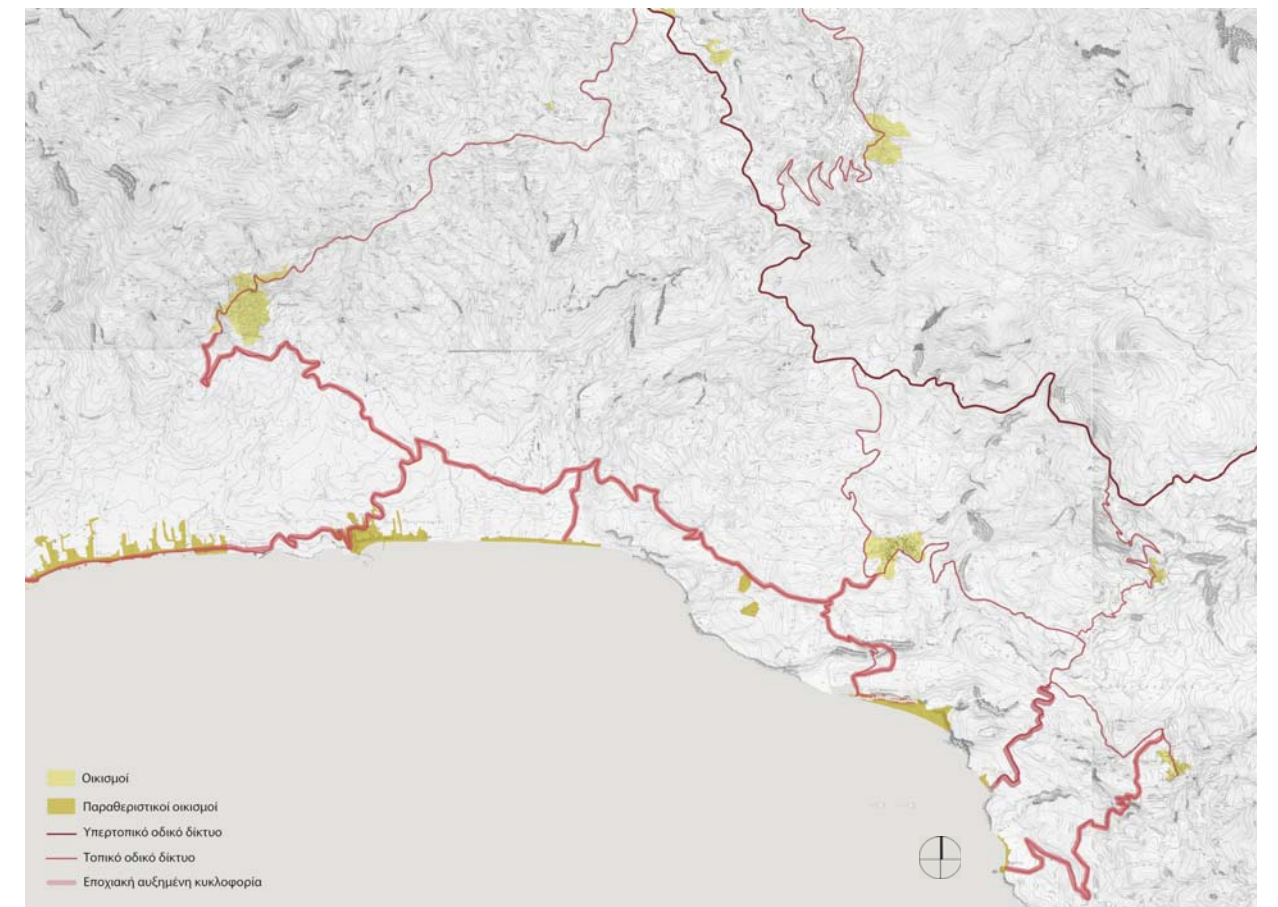 Οικισμοί
Παραθεριστικοί οικισμοί
Υπερτοπικό οδικό δίκτυο
Τοπικό οδικό δίκτυο
Εποχιακή αυξημένη κυκλοφορία